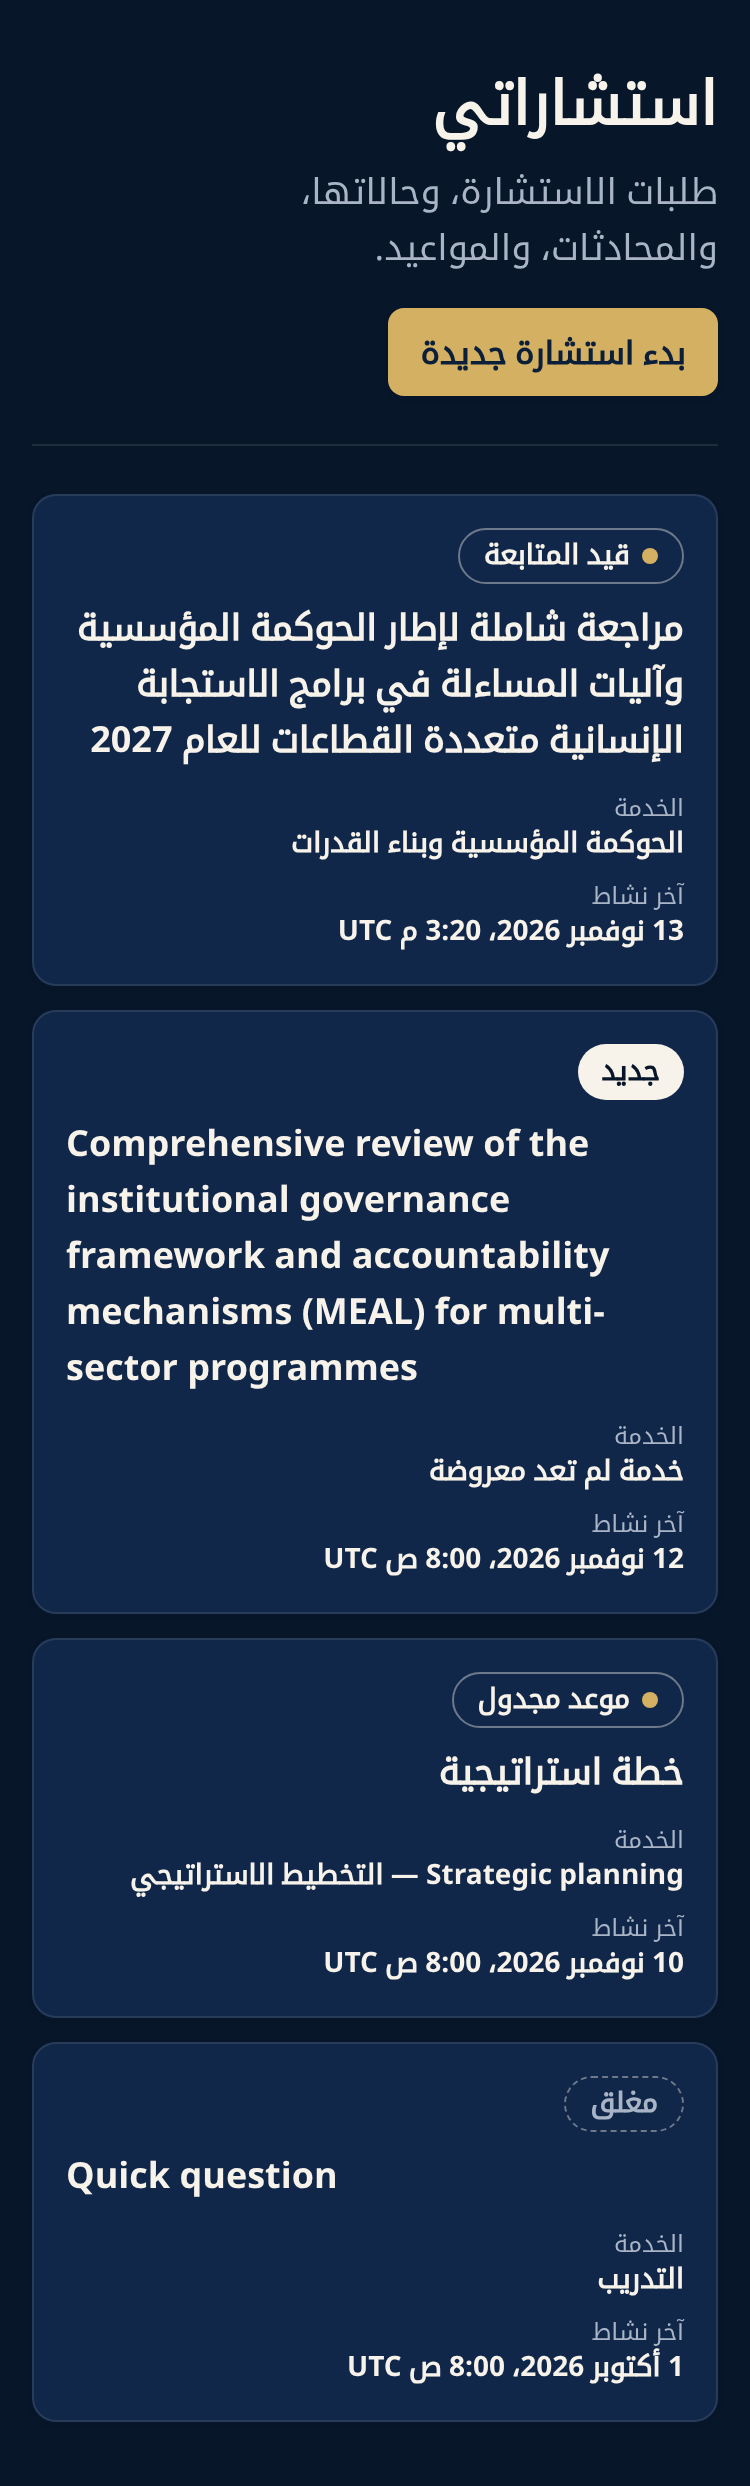 استشاراتي
طلبات الاستشارة، وحالاتها،
والمحادثات، والمواعيد.
بدء استشارة جديدة
قيد المتابعة
مراجعة شاملة لإطار الحوكمة المؤسسية
وآليات المساءلة في برامج الاستجابة
الإنسانية متعددة القطاعات للعام 2027
الخدمة
الحوكمة المؤسسية وبناء القدرات
آخر نشاط
13 نوفمبر 2026، 3:20 م UTC
جديد
Comprehensive review of the
institutional governance
framework and accountability
mechanisms (MEAL) for multi-
sector programmes
الخدمة
خدمة لم تعد معروضة
آخر نشاط
12 نوفمبر 2026، 8:00 ص UTC
موعد مجدول
خطة استراتيجية
الخدمة
Strategic planning — التخطيط الاستراتيجي
آخر نشاط
10 نوفمبر 2026، 8:00 ص UTC
مغلق
Quick question
الخدمة
التدريب
آخر نشاط
1 أكتوبر 2026، 8:00 ص UTC